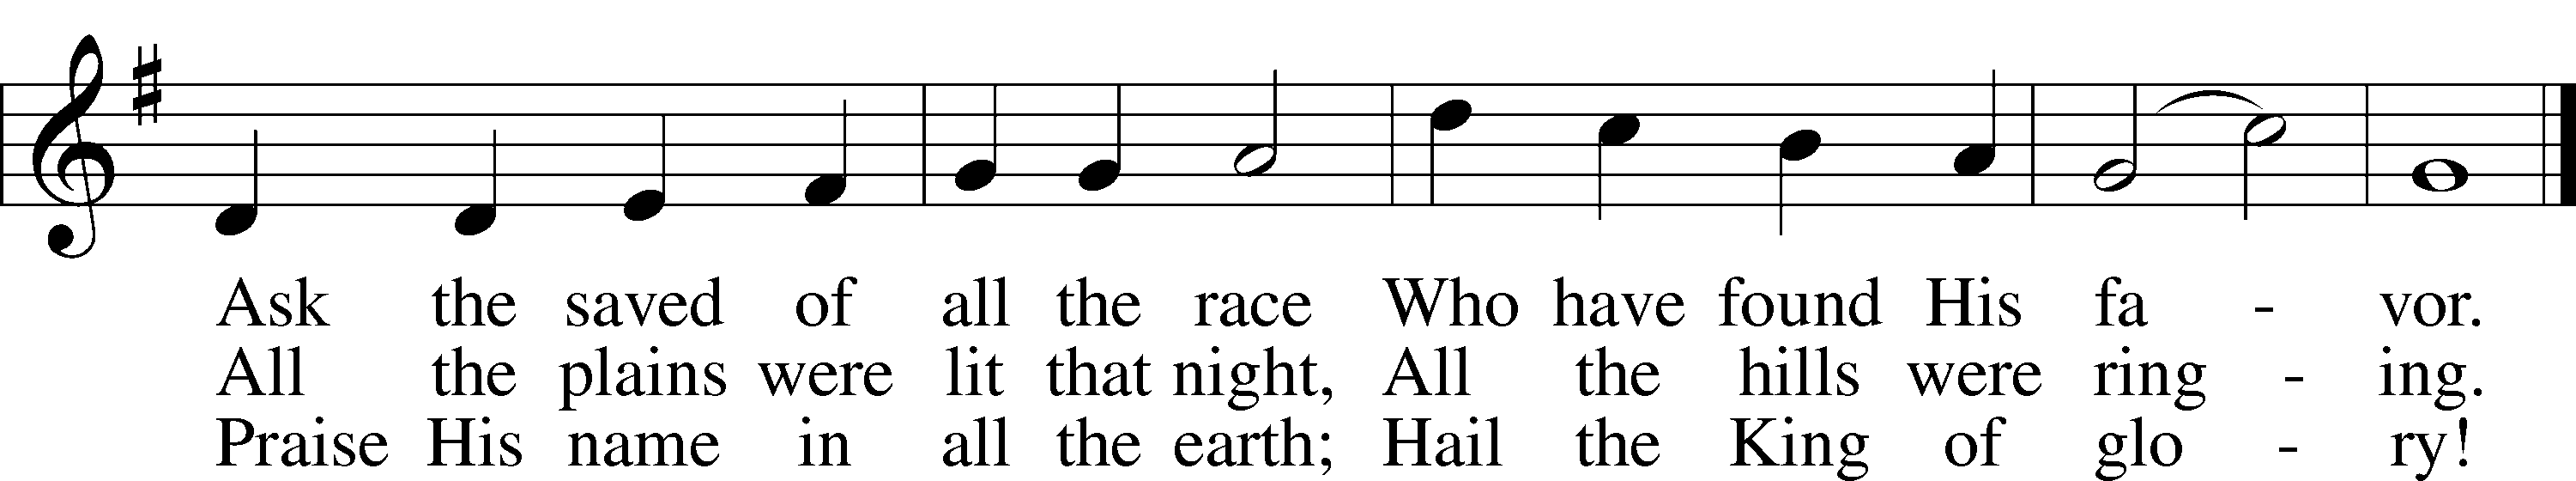 Ask the saved of all the race Who have found His fa - vor.
All the plains were lit that night, All the hills were ring - ing.
Praise His name in all the earth; Hail the King of glo - ry!